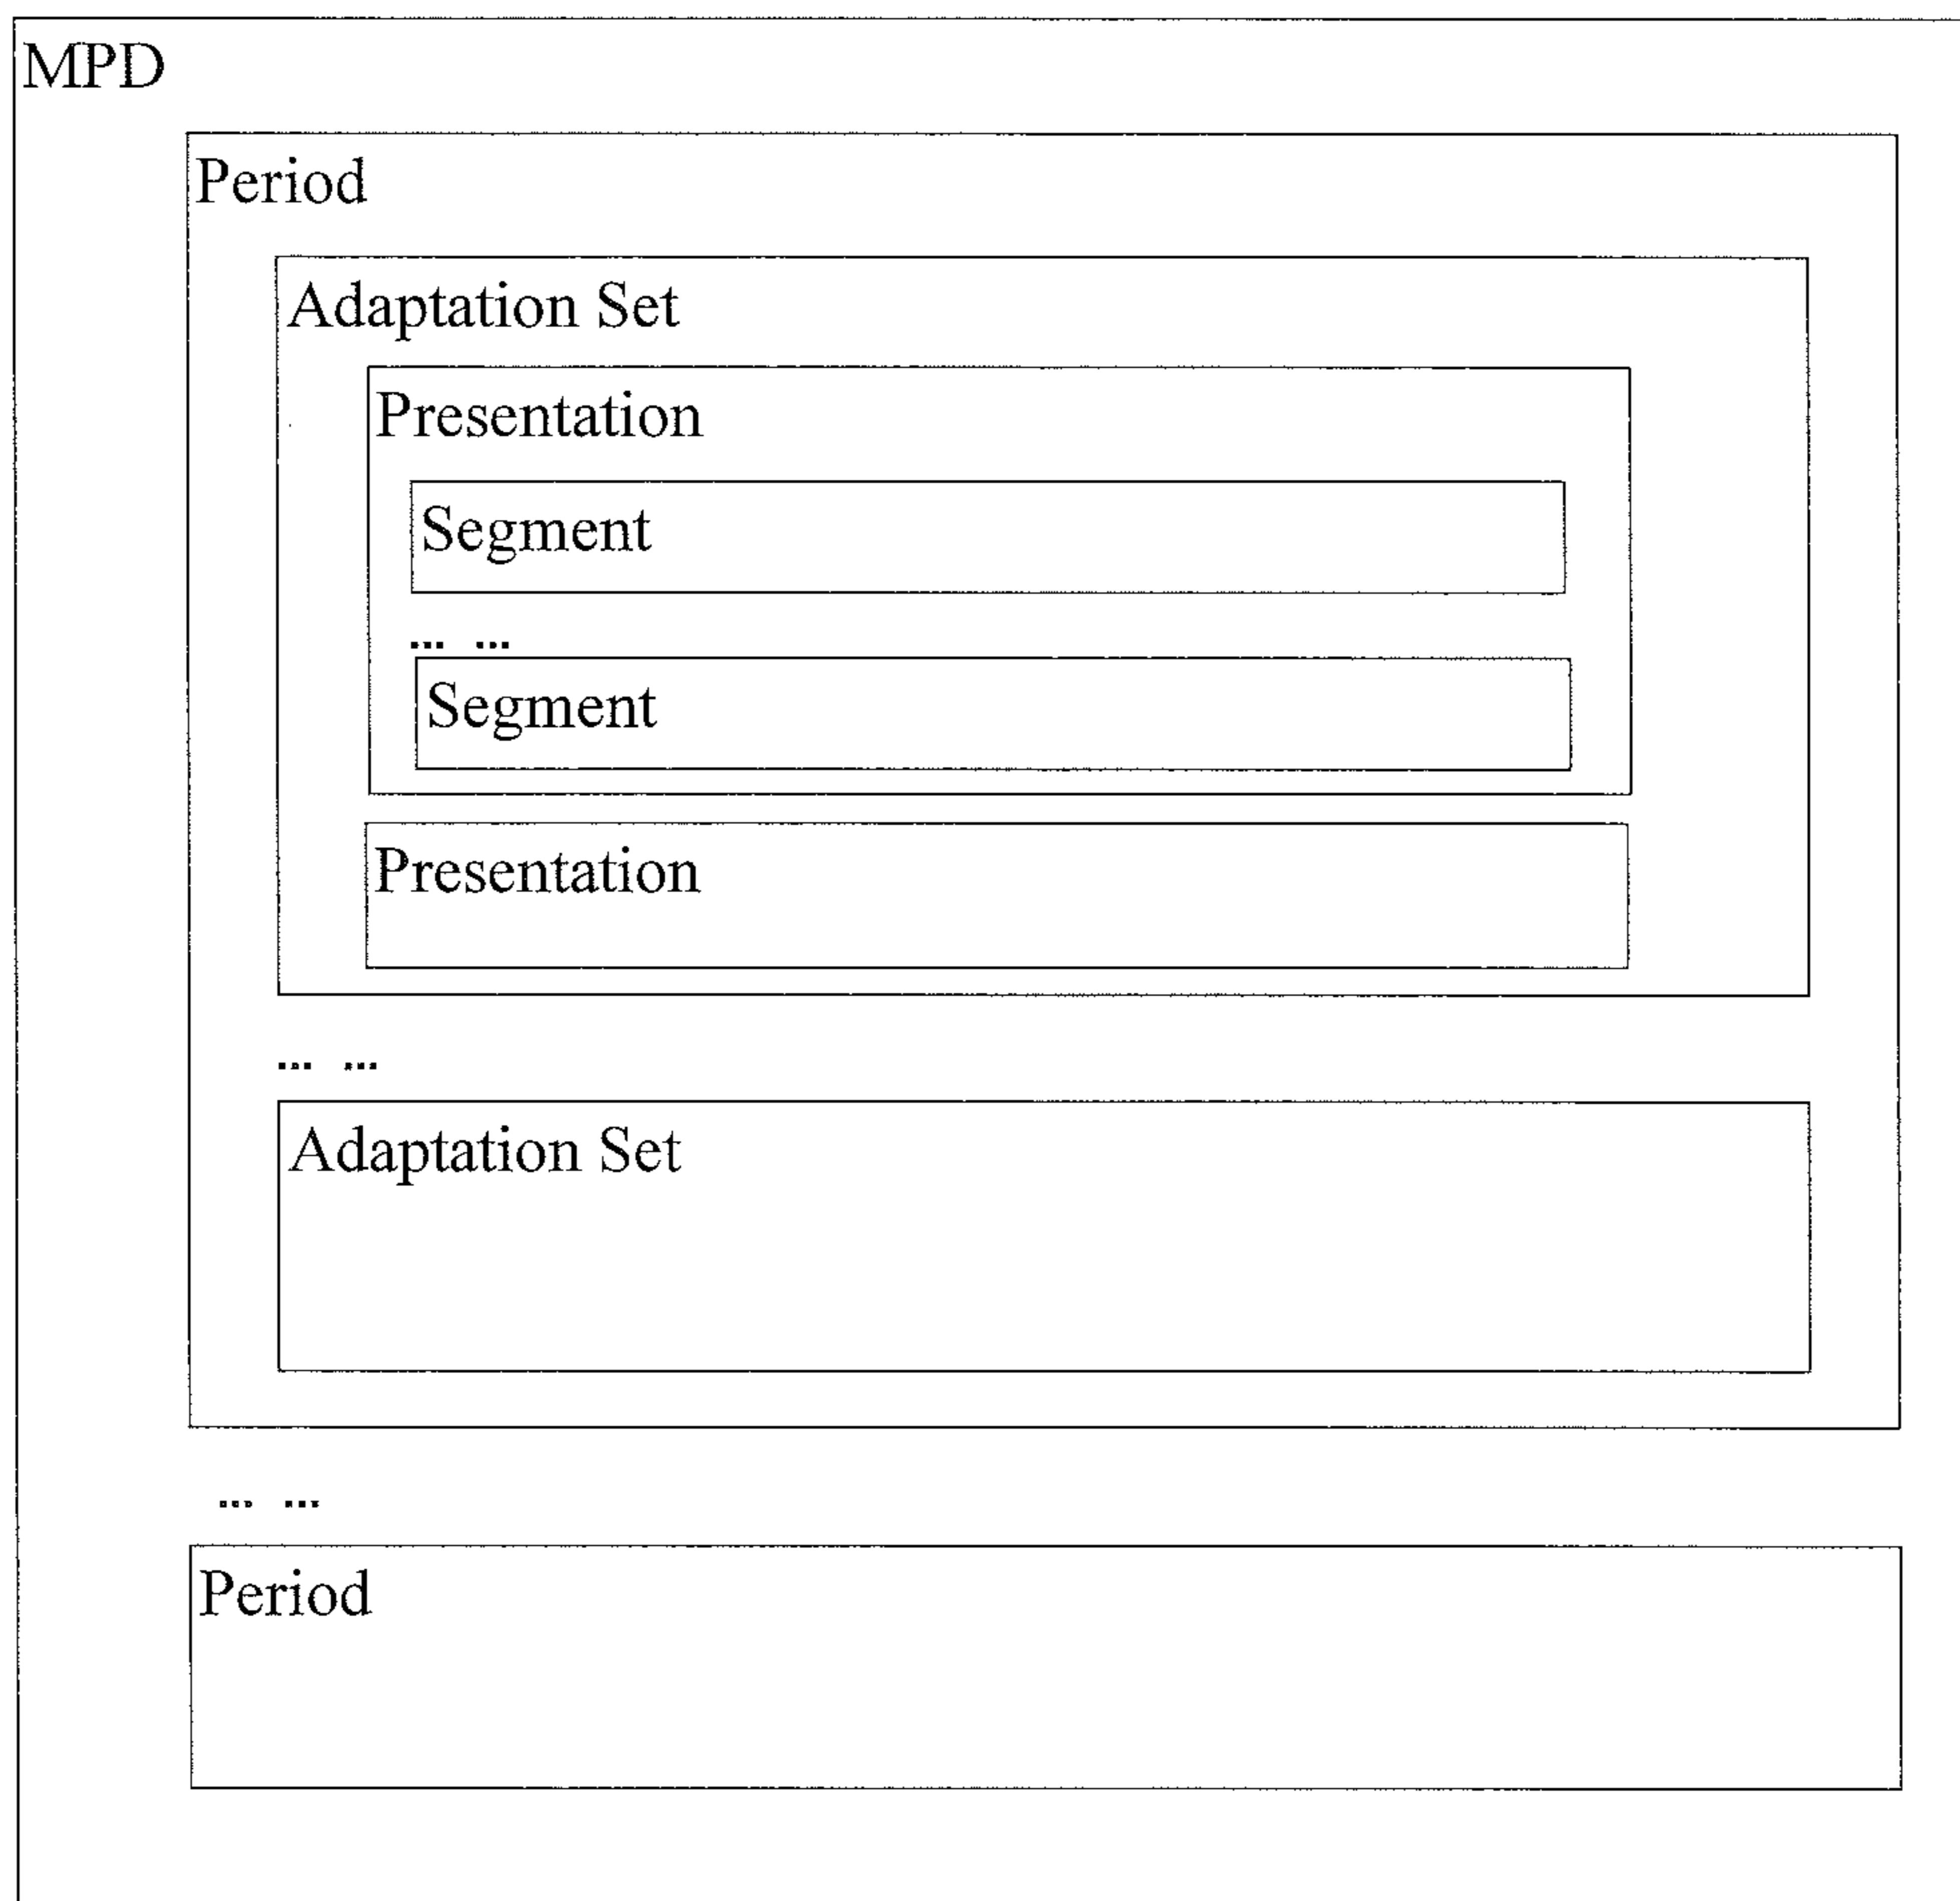 MPD
Period
Adaptation Set
Presentation
Segment
... ...
Segment
Presentation
... ...
Adaptation Set
... ...
Period